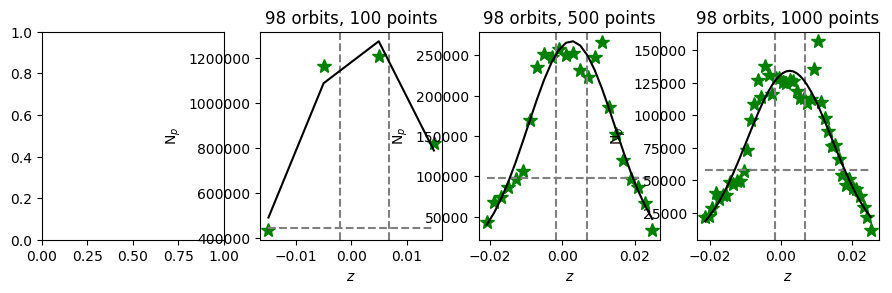 98 orbits, 100 points
98 orbits, 500 points
98 orbits, 1000 points
1.0
0.8
0.6
0.4
0.2
0.0
0.00 0.25 0.50 0.75 1.00
N_p
1200000
1000000
800000
600000
400000
−0.01 0.00 0.01
z
N_p
250000
200000
150000
100000
50000
−0.02 0.00 0.02
z
150000
125000
100000
75000
50000
25000
−0.02 0.00 0.02
z